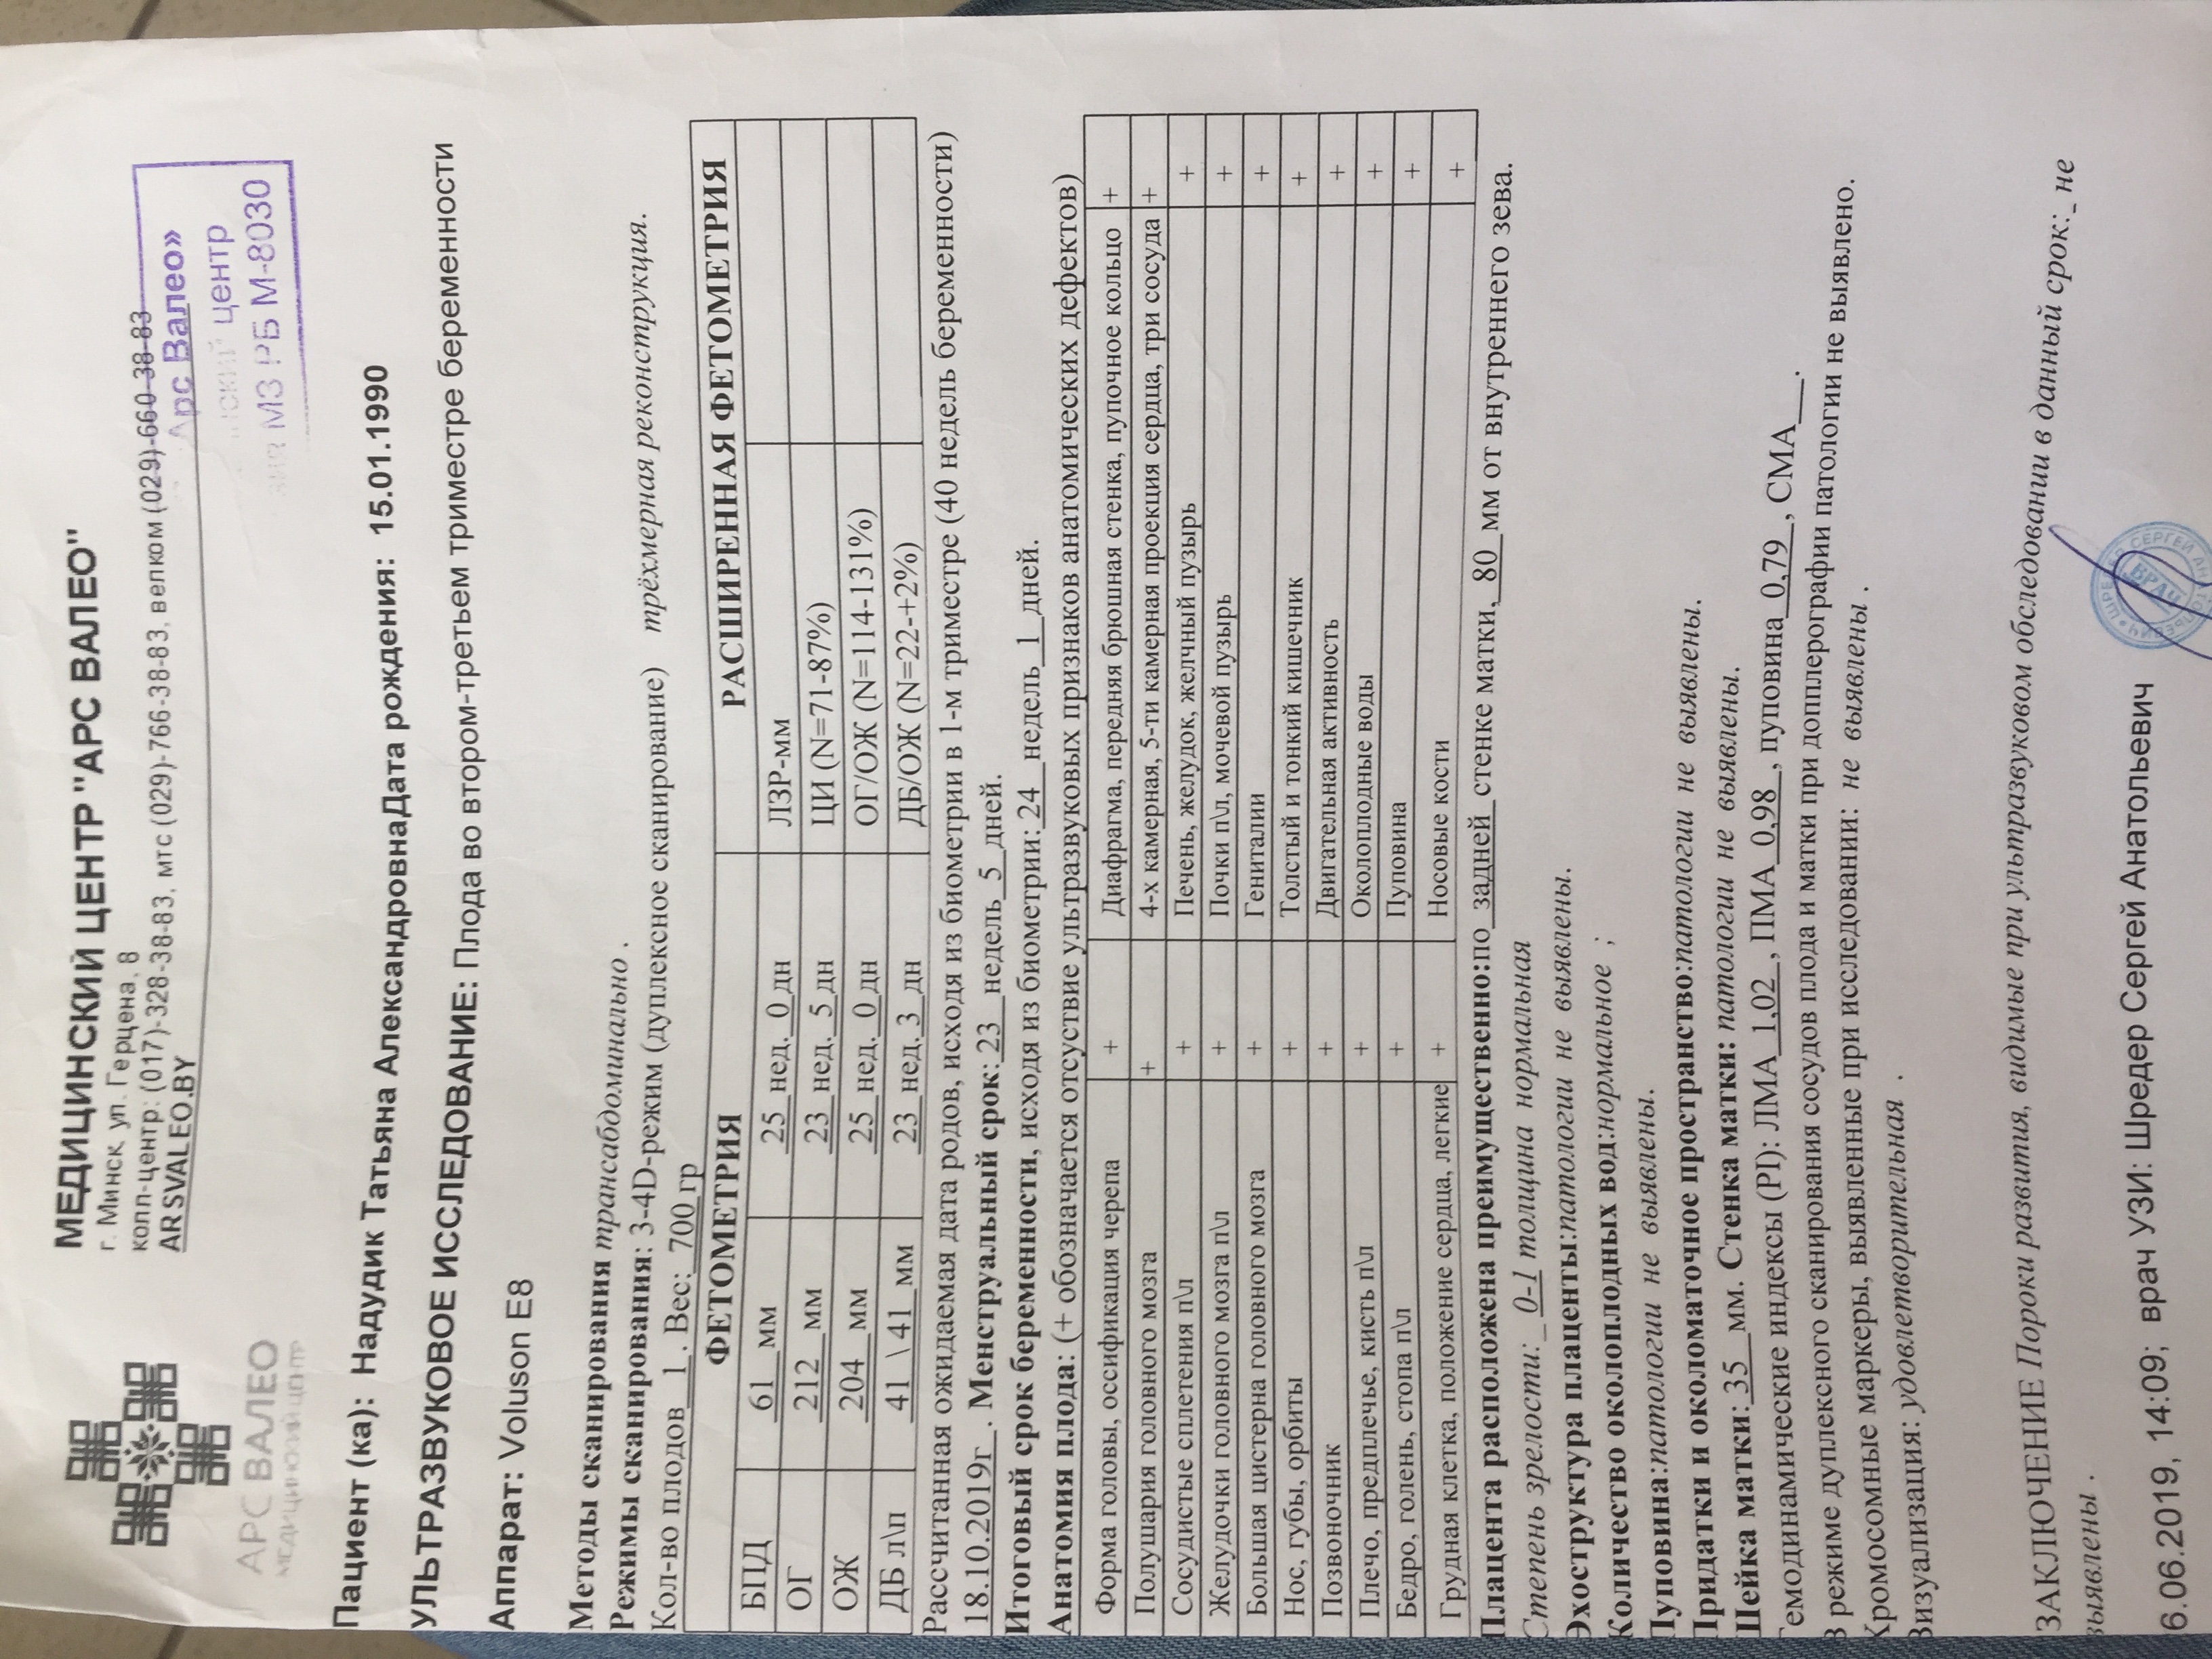 МЕДИЦИНСКИЙ ЦЕНТР "АРС ВАЛЕО"
г. Минск, ул. Герцена, 8
колл-центр: (017)-328-38-83, мтс (029)-766-38-83, велком (029)-660-38-83
ARSVALEO.BY
АРС ВАЛЕО
МЕДИЦИНСКИЙ ЦЕНТР
Арс Валео»
центр
МЗ РБ М-8030
Пациент (ка): Надудик Татьяна АлександровнаДата рождения: 15.01.1990
УЛЬТРАЗВУКОВОЕ ИССЛЕДОВАНИЕ: Плода во втором-третьем триместре беременности
Аппарат: Voluson E8
Методы сканирования трансабдоминально .
Режимы сканирования: 3-4D-режим (дуплексное сканирование) трёхмерная реконструкция.
Кол-во плодов 1 . Вес: 700 гр
ФЕТОМЕТРИЯ РАСШИРЕННАЯ ФЕТОМЕТРИЯ
БПД 61 мм 25 нед. 0 дн ЛЗР-мм
ОГ 212 мм 23 нед. 5 дн ЦИ (N=71-87%)
ОЖ 204 мм 25 нед. 0 дн ОГ/ОЖ (N=114-131%)
ДБ л\п 41 \ 41 мм 23 нед. 3 дн ДБ/ОЖ (N=22-+2%)
Рассчитанная ожидаемая дата родов, исходя из биометрии в 1-м триместре (40 недель беременности)
18.10.2019г . Менструальный срок: 23 недель 5 дней.
Итоговый срок беременности, исходя из биометрии: 24 недель 1 дней.
Анатомия плода: (+ обозначается отсуствие ультразвуковых признаков анатомических дефектов)
Форма головы, оссификация черепа + Диафрагма, передняя брюшная стенка, пупочное кольцо +
Полушария головного мозга + 4-х камерная, 5-ти камерная проекция сердца, три сосуда +
Сосудистые сплетения п\л + Печень, желудок, желчный пузырь +
Желудочки головного мозга п\л + Почки п\л, мочевой пузырь +
Большая цистерна головного мозга + Гениталии +
Нос, губы, орбиты + Толстый и тонкий кишечник +
Позвоночник + Двигательная активность +
Плечо, предплечье, кисть п\л + Околоплодные воды +
Бедро, голень, стопа п\л + Пуповина +
Грудная клетка, положение сердца, легкие + Носовые кости +
Плацента расположена преимущественно:по задней стенке матки, 80 мм от внутреннего зева.
Степень зрелости:_ 0-1 толщина нормальная
Эхоструктура плаценты:патологии не выявлены.
Количество околоплодных вод:нормальное ;
Пуповина:патологии не выявлены.
Придатки и околоматочное пространство:патологии не выявлены.
Шейка матки: 35 мм. Стенка матки: патологии не выявлены.
Гемодинамические индексы (PI): ЛМА 1,02 , ПМА 0,98 , пуповина 0,79 , СМА___.
В режиме дуплексного сканирования сосудов плода и матки при допплерографии патологии не выявлено.
Хромосомные маркеры, выявленные при исследовании: не выявлены .
Визуализация: удовлетворительная .
ЗАКЛЮЧЕНИЕ Пороки развития, видимые при ультразвуковом обследовании в данный срок:_ не
выявлены .
6.06.2019, 14:09; врач УЗИ: Шредер Сергей Анатольевич
ВРАЧ